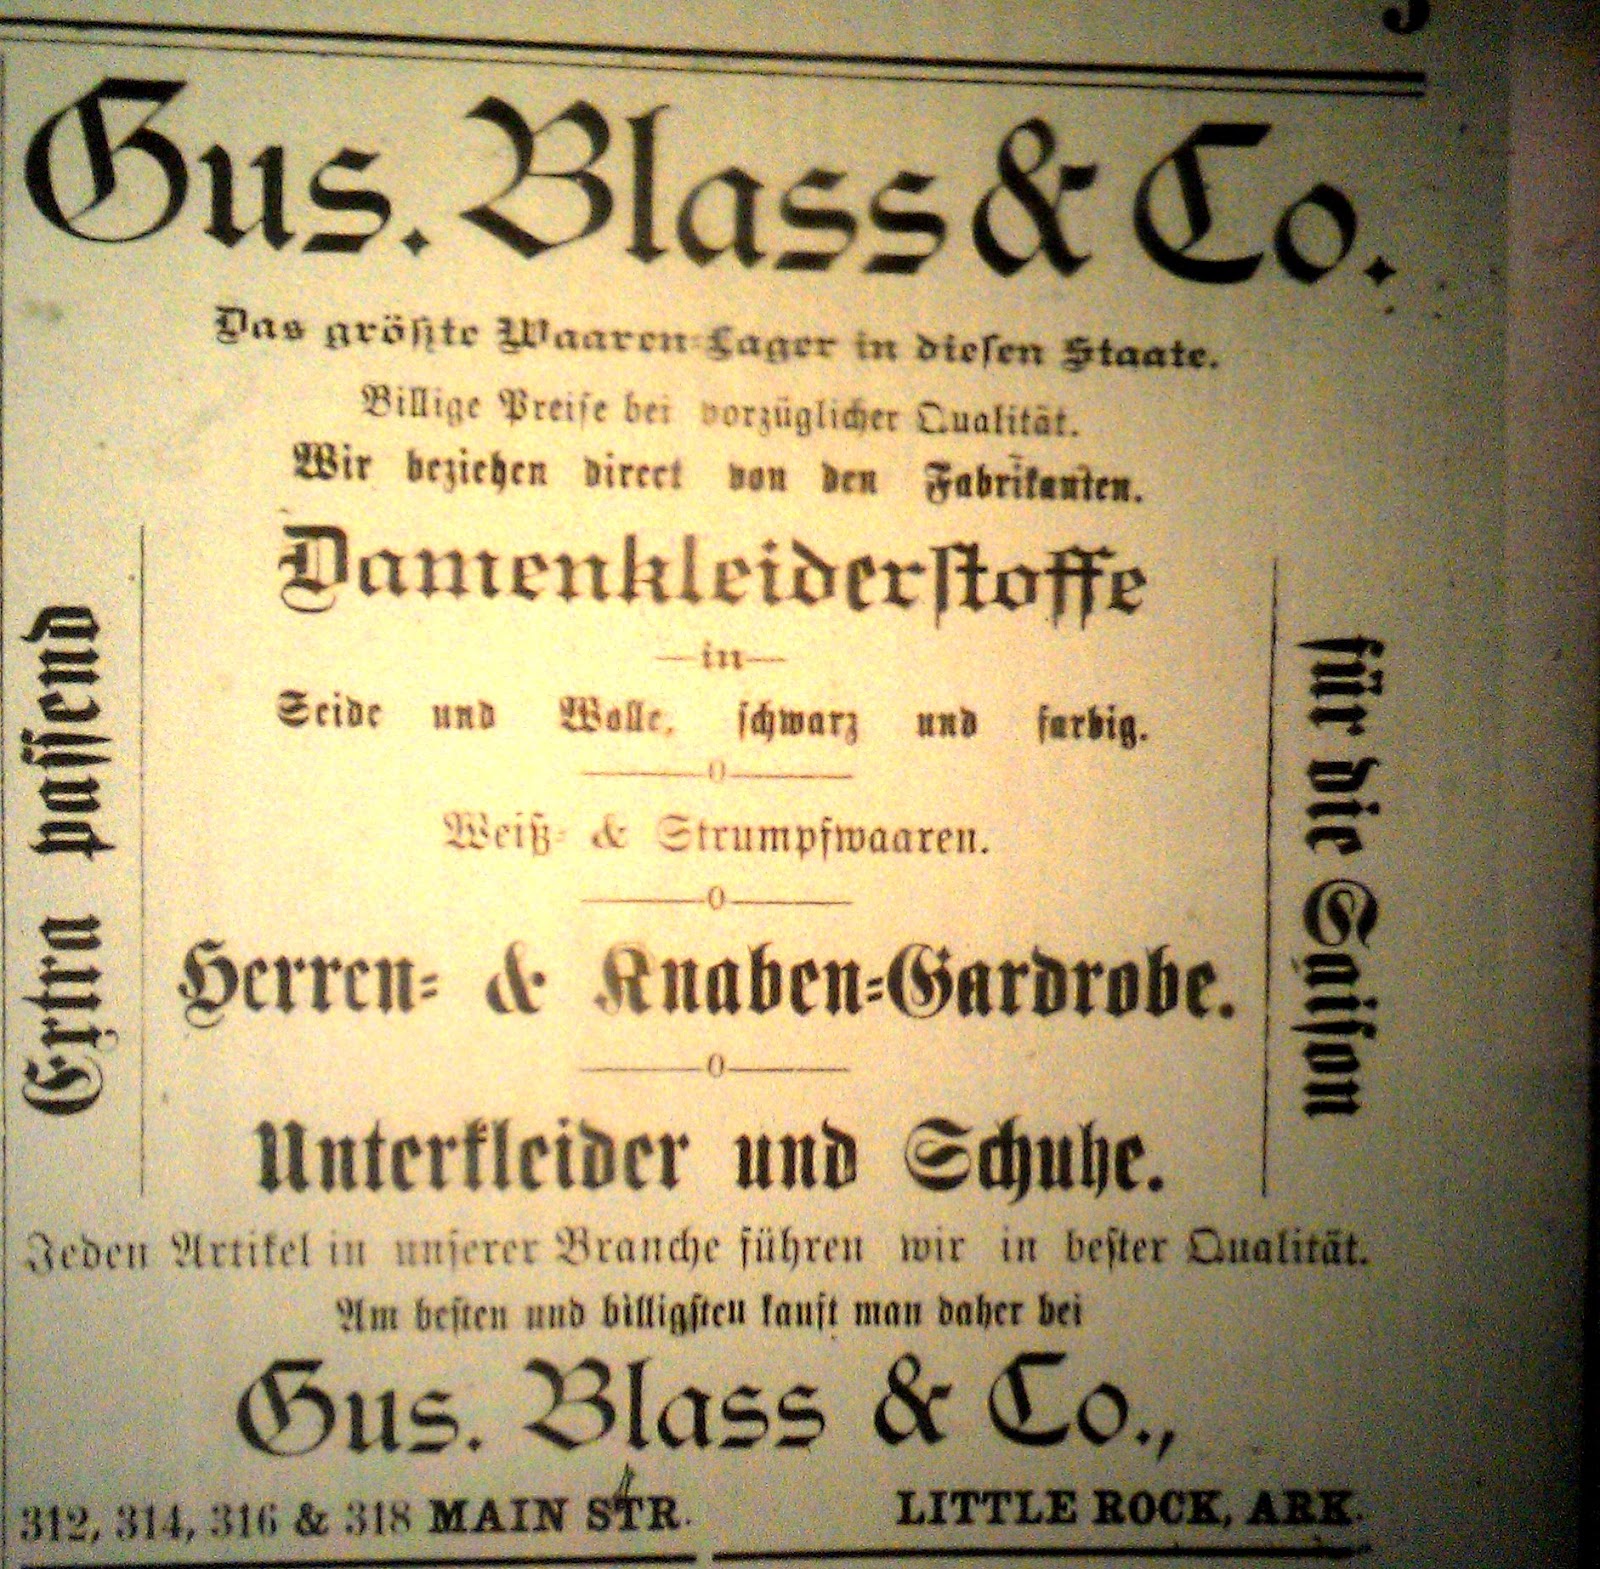 Gus. Blass & Co.
Das größte Waaren-Lager in diesen Staate.
Billige Preise bei vorzüglicher Qualität.
Wir beziehen direct von den Fabrikanten.
Extra passend
Damenkleiderstoffe
—in—
Seide und Wolle, schwarz und farbig.
Weiß- & Strumpfwaaren.
Herren- & Knaben-Gardrobe.
Unterkleider und Schuhe.
für die Saison
Jeden Artikel in unserer Branche führen wir in bester Qualität.
Am besten und billigsten kauft man daher bei
Gus. Blass & Co.,
312, 314, 316 & 318 MAIN STR. LITTLE ROCK, ARK.